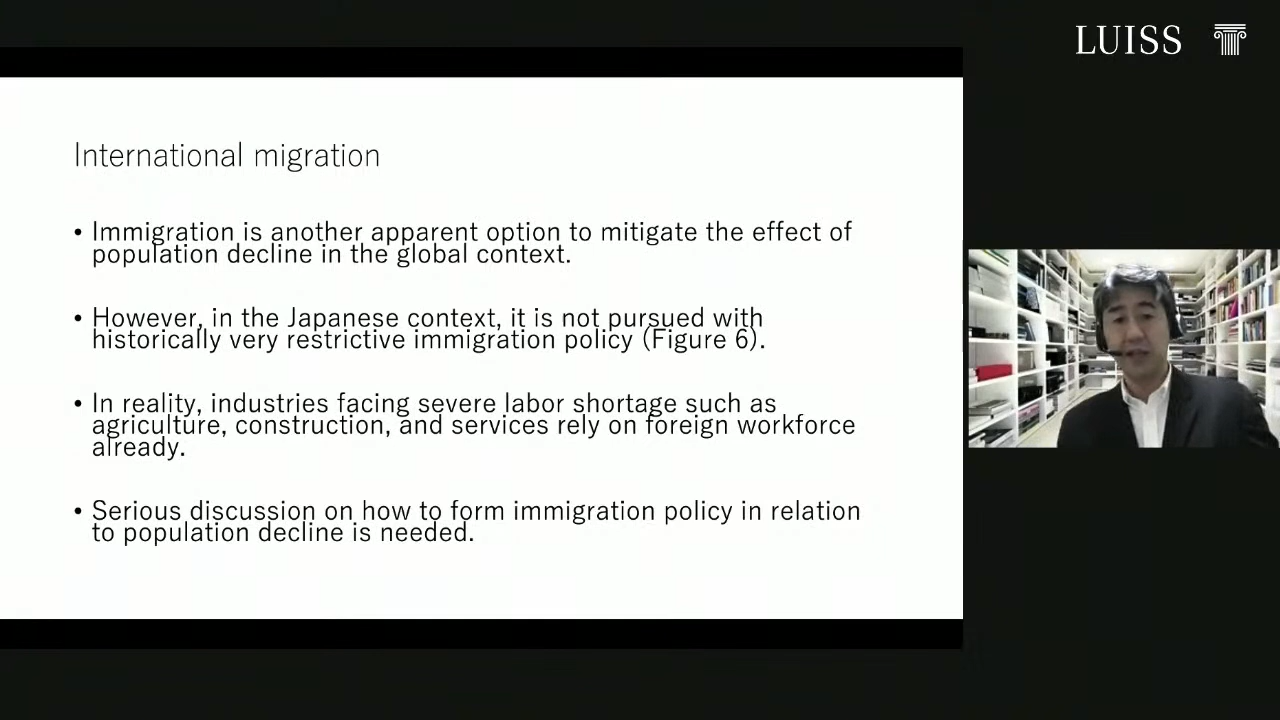 LUISS
International migration
• Immigration is another apparent option to mitigate the effect of
population decline in the global context.
• However, in the Japanese context, it is not pursued with
historically very restrictive immigration policy (Figure 6).
• In reality, industries facing severe labor shortage such as
agriculture, construction, and services rely on foreign workforce
already.
• Serious discussion on how to form immigration policy in relation
to population decline is needed.